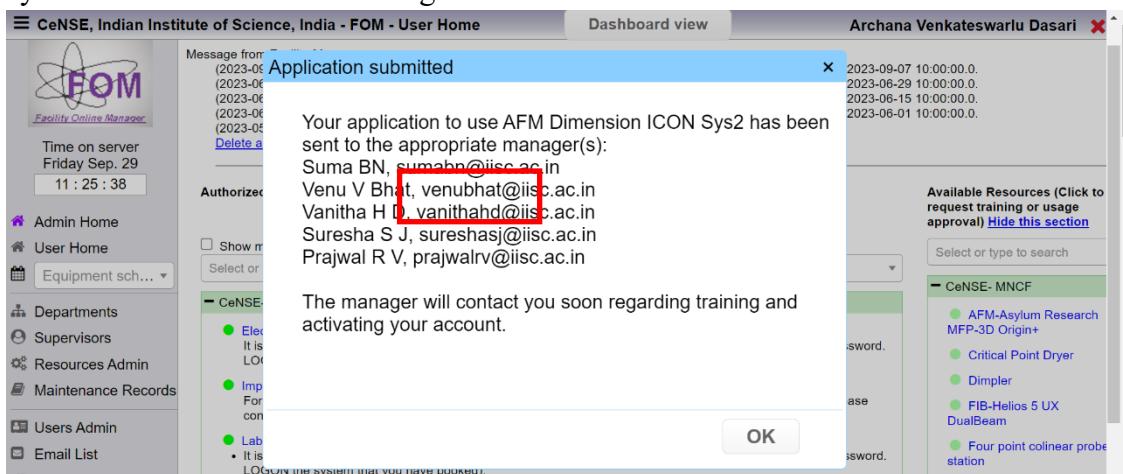 CeNSE, Indian Institute of Science, India - FOM - User Home
Dashboard view
Archana Venkateswarlu Dasari
FOM
Facility Online Manager
Time on server
Friday Sep. 29
11 : 25 : 38
Admin Home
User Home
Equipment sch...
Departments
Supervisors
Resources Admin
Maintenance Records
Users Admin
Email List
Message from
(2023-09
(2023-06
(2023-06
(2023-06
(2023-05
Delete a
2023-09-07 10:00:00.0.
2023-06-29 10:00:00.0.
2023-06-15 10:00:00.0.
2023-06-01 10:00:00.0.
Authorized
Show m
Select or
CeNSE-
Elec
It is
LOG
Imp
For
con
Lab
It is
LOGON the system that you have booked).
ssword.
ase
ssword.
Application submitted
×
Your application to use AFM Dimension ICON Sys2 has been
sent to the appropriate manager(s):
Suma BN, sumabn@iisc.ac.in
Venu V Bhat, venubhat@iisc.ac.in
Vanitha H D, vanithahd@iisc.ac.in
Suresha S J, sureshasj@iisc.ac.in
Prajwal R V, prajwalrv@iisc.ac.in
The manager will contact you soon regarding training and
activating your account.
OK
Available Resources (Click to
request training or usage
approval) Hide this section
Select or type to search
CeNSE- MNCF
AFM-Asylum Research
MFP-3D Origin+
Critical Point Dryer
Dimpler
FIB-Helios 5 UX
DualBeam
Four point colinear probe
station